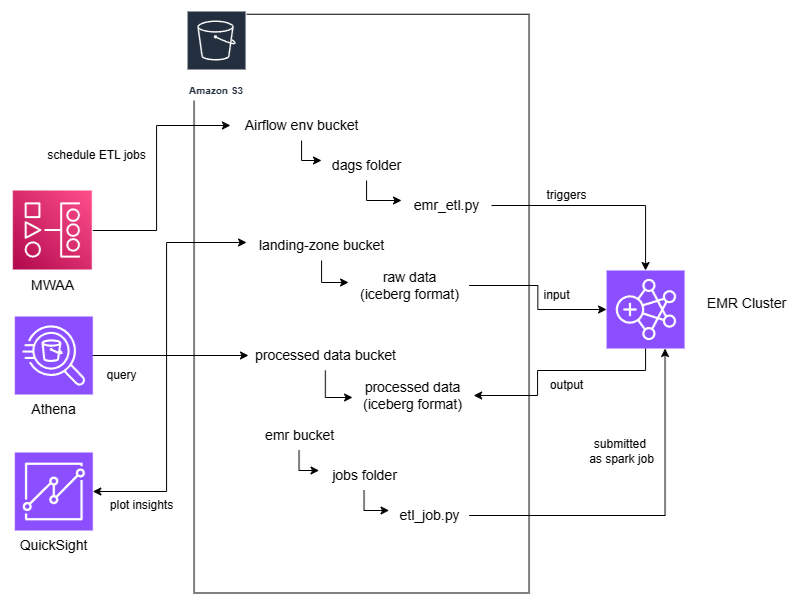 Amazon S3
Airflow env bucket
schedule ETL jobs
dags folder
emr_etl.py
triggers
MWAA
landing-zone bucket
raw data
(iceberg format)
input
EMR Cluster
processed data bucket
query
Athena
processed data
(iceberg format)
output
emr bucket
submitted
as spark job
jobs folder
plot insights
etl_job.py
QuickSight